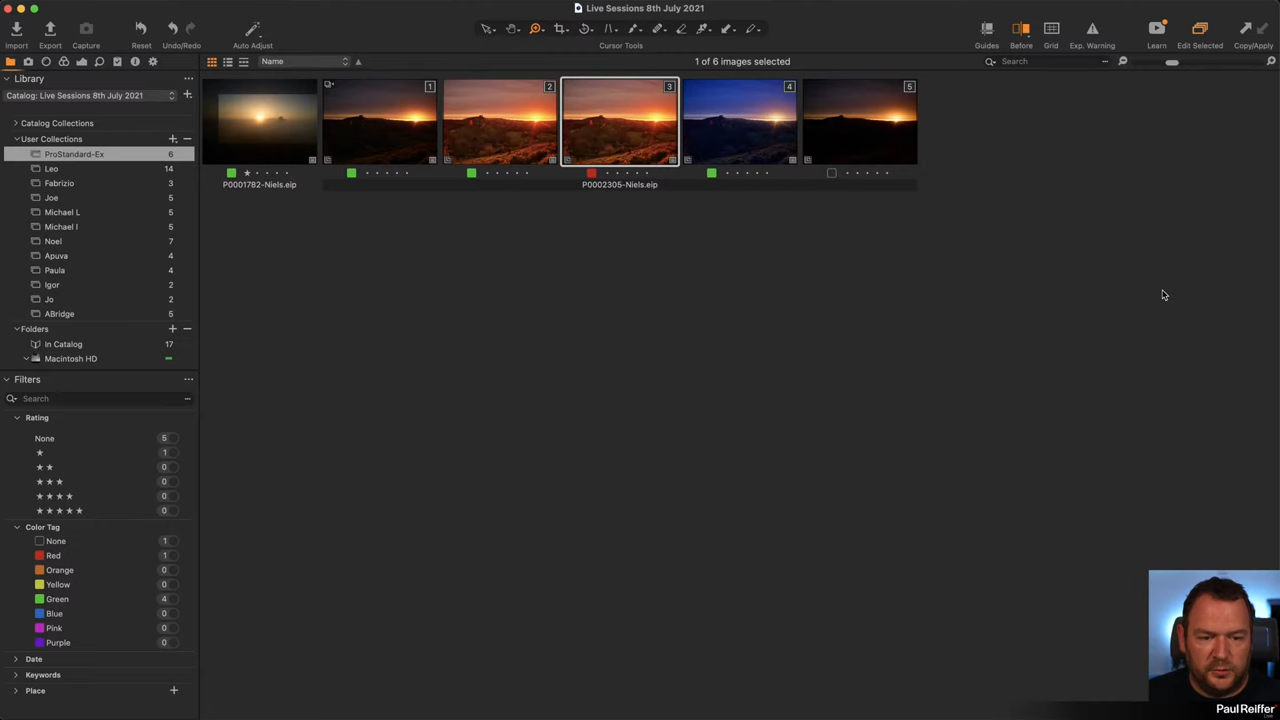 Live Sessions 8th July 2021
Import
Export
Capture
Reset
Undo/Redo
Auto Adjust
Cursor Tools
Guides
Before
Grid
Exp. Warning
Learn
Edit Selected
Copy/Apply
Name
1 of 6 images selected
Search
Library
Catalog: Live Sessions 8th July 2021
Catalog Collections
User Collections
ProStandard-Ex 6
Leo 14
Fabrizio 3
Joe 5
Michael L 5
Michael I 5
Noel 7
Apuva 4
Paula 4
Igor 2
Jo 2
ABridge 5
Folders
In Catalog 17
Macintosh HD
1
2
3
4
5
P0001782-Niels.eip
P0002305-Niels.eip
Filters
Search
Rating
None 5
★ 1
★★ 0
★★★ 0
★★★★ 0
★★★★★ 0
Color Tag
None 1
Red 1
Orange 0
Yellow 0
Green 4
Blue 0
Pink 0
Purple 0
Date
Keywords
Place
PaulReiffer
Live